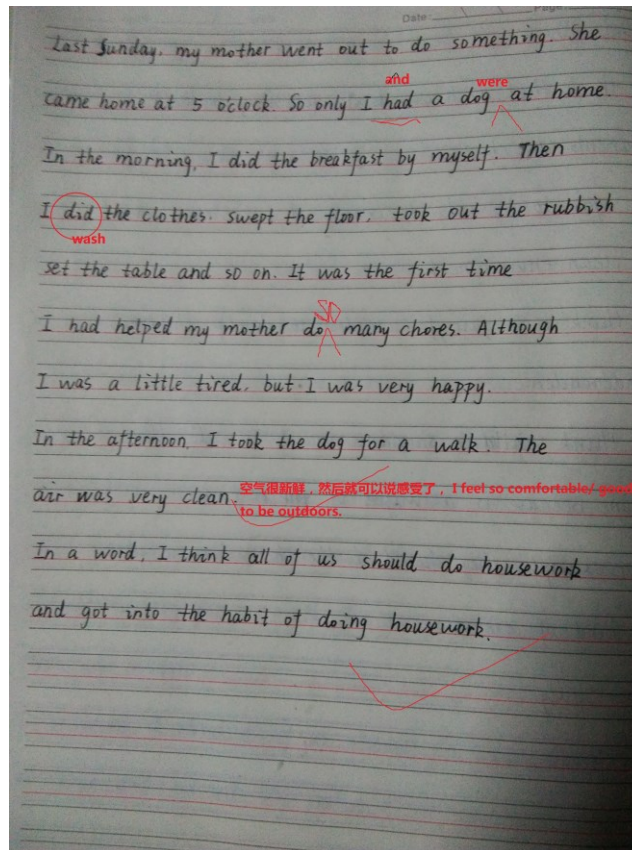 Date
Last Sunday, my mother went out to do something. She
and were
came home at 5 o'clock. So only I had a dog at home.
In the morning, I did the breakfast by myself. Then
I did the clothes, swept the floor, took out the rubbish
wash
set the table and so on. It was the first time
SO
I had helped my mother do many chores. Although
I was a little tired, but I was very happy.
In the afternoon, I took the dog for a walk. The
air was very clean.
空气很新鲜，然后就可以说感受了，I feel so comfortable/ good
to be outdoors.
In a word, I think all of us should do housework
and got into the habit of doing housework.